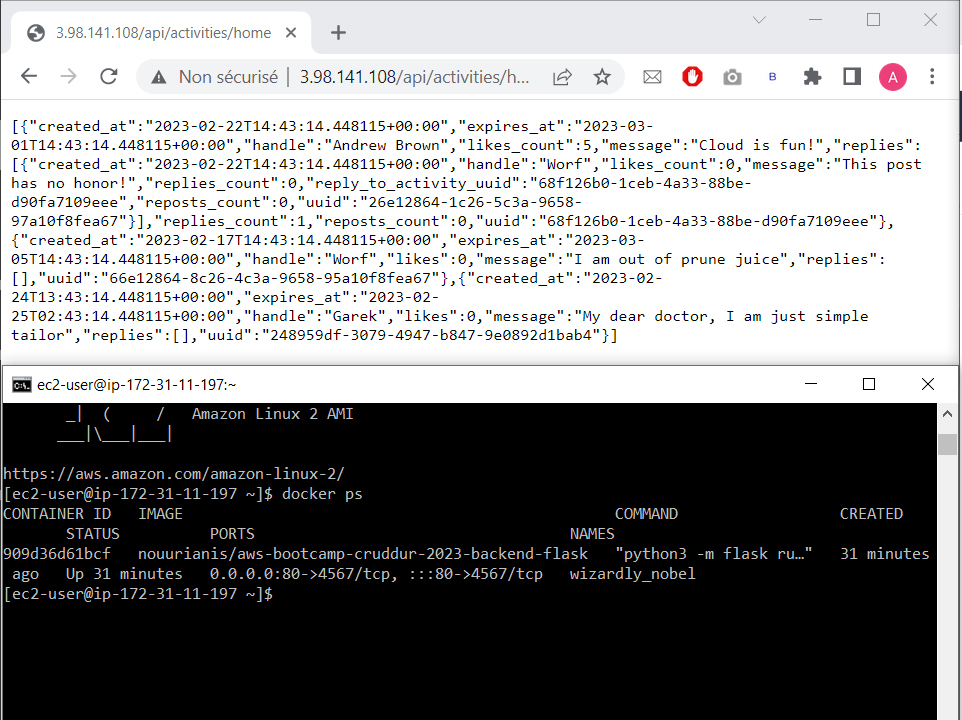 3.98.141.108/api/activities/home
Non sécurisé | 3.98.141.108/api/activities/h...
B
A
[{"created_at":"2023-02-22T14:43:14.448115+00:00","expires_at":"2023-03-
01T14:43:14.448115+00:00","handle":"Andrew Brown","likes_count":5,"message":"Cloud is fun!","replies":
[{"created_at":"2023-02-22T14:43:14.448115+00:00","handle":"Worf","likes_count":0,"message":"This post
has no honor!","replies_count":0,"reply_to_activity_uuid":"68f126b0-1ceb-4a33-88be-
d90fa7109eee","reposts_count":0,"uuid":"26e12864-1c26-5c3a-9658-
97a10f8fea67"}],"replies_count":1,"reposts_count":0,"uuid":"68f126b0-1ceb-4a33-88be-d90fa7109eee"},
{"created_at":"2023-02-17T14:43:14.448115+00:00","expires_at":"2023-03-
05T14:43:14.448115+00:00","handle":"Worf","likes":0,"message":"I am out of prune juice","replies":
[],"uuid":"66e12864-8c26-4c3a-9658-95a10f8fea67"},{"created_at":"2023-02-
24T13:43:14.448115+00:00","expires_at":"2023-02-
25T02:43:14.448115+00:00","handle":"Garek","likes":0,"message":"My dear doctor, I am just simple
tailor","replies":[],"uuid":"248959df-3079-4947-b847-9e0892d1bab4"}]
ec2-user@ip-172-31-11-197:~
_|  (     /   Amazon Linux 2 AMI
___|\___|___|
https://aws.amazon.com/amazon-linux-2/
[ec2-user@ip-172-31-11-197 ~]$ docker ps
CONTAINER ID   IMAGE   COMMAND   CREATED
STATUS   PORTS   NAMES
909d36d61bcf   nouurianis/aws-bootcamp-cruddur-2023-backend-flask   "python3 -m flask ru…"   31 minutes
ago   Up 31 minutes   0.0.0.0:80->4567/tcp, :::80->4567/tcp   wizardly_nobel
[ec2-user@ip-172-31-11-197 ~]$